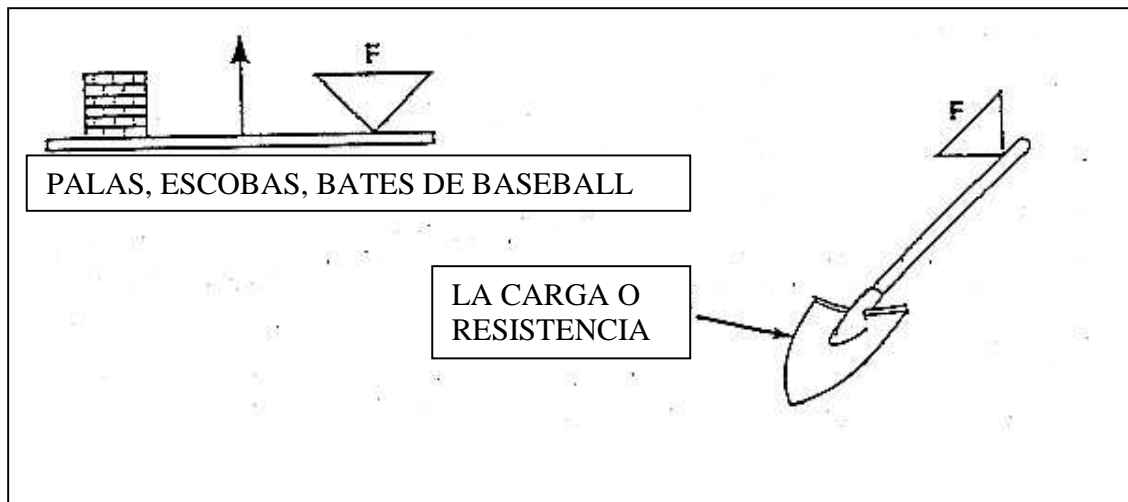 F
PALAS, ESCOBAS, BATES DE BASEBALL
F
LA CARGA O
RESISTENCIA